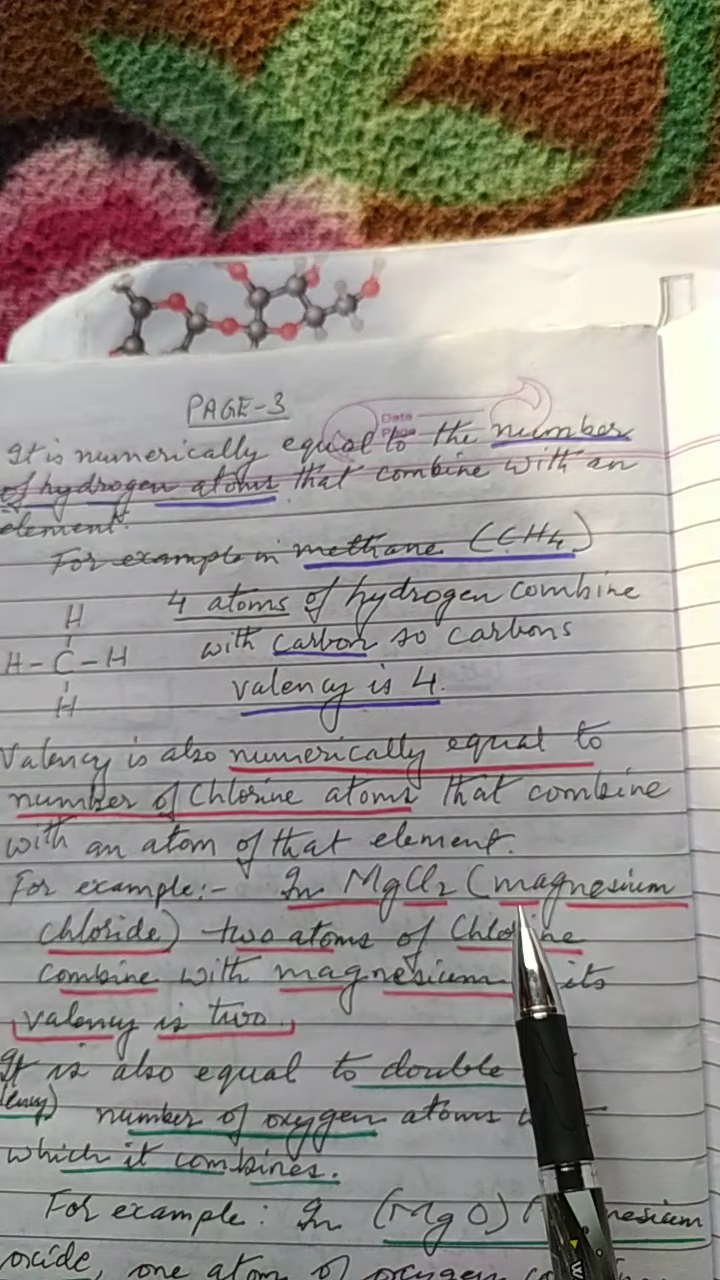 PAGE-3
Date
Page
It is numerically equal to the number
of hydrogen atoms that combine with an
element.
For example in methane (CH4)
H 4 atoms of hydrogen combine
H-C-H with carbon so carbons
H valency is 4.
Valency is also numerically equal to
number of Chlorine atoms that combine
with an atom of that element.
For example:- In MgCl2 (magnesium
chloride) two atoms of Chlorine
combine with magnesium its
valency is two.
It is also equal to double
number of oxygen atoms
which it combines.
For example: In (MgO)
oxide, one atom of oxygen